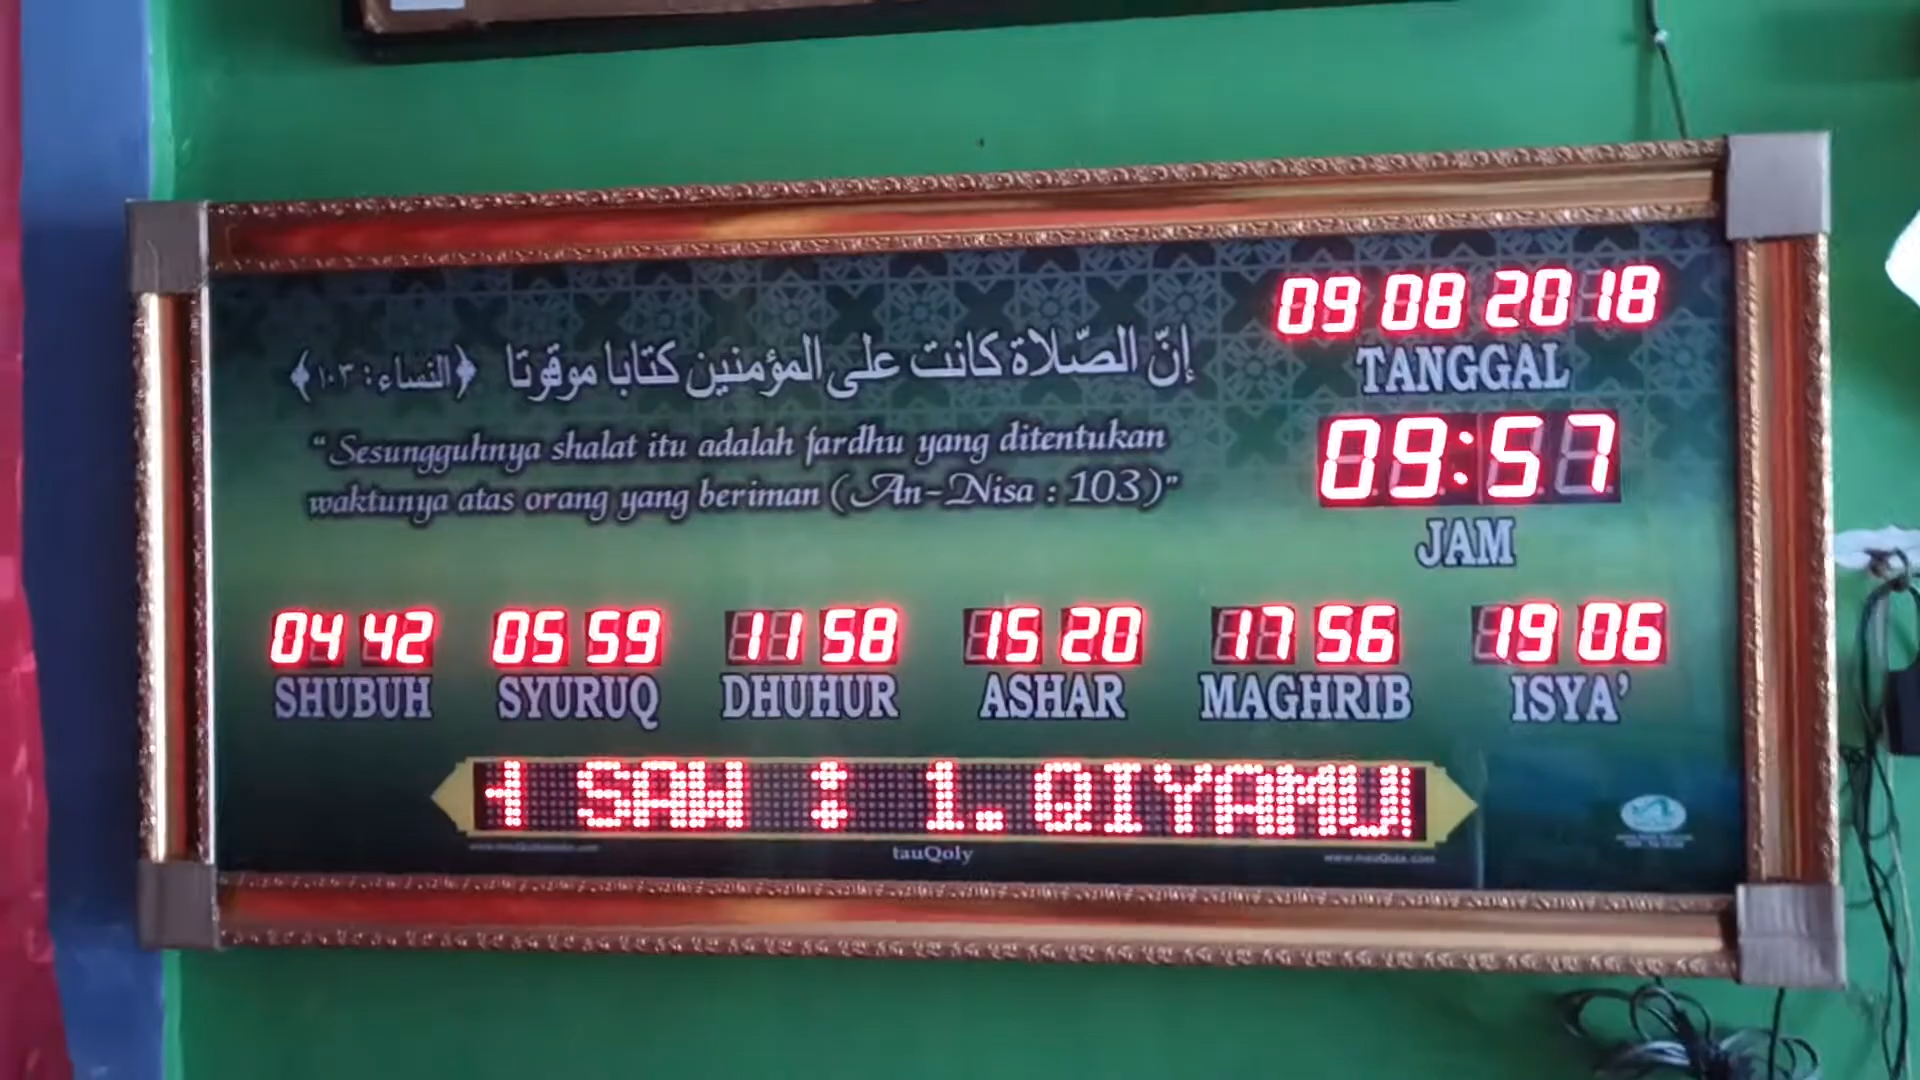 09 08 2018
TANGGAL
إنّ الصّلاة كانت على المؤمنين كتابا موقوتا ﴿النساء : ١٠٣﴾
“Sesungguhnya shalat itu adalah fardhu yang ditentukan
waktunya atas orang yang beriman (An-Nisa : 103)”
09:57
JAM
04 42 05 59 11 58 15 20 17 56 19 06
SHUBUH SYURUQ DHUHUR ASHAR MAGHRIB ISYA’
SAW : 1. QIYAMU
tauQoly